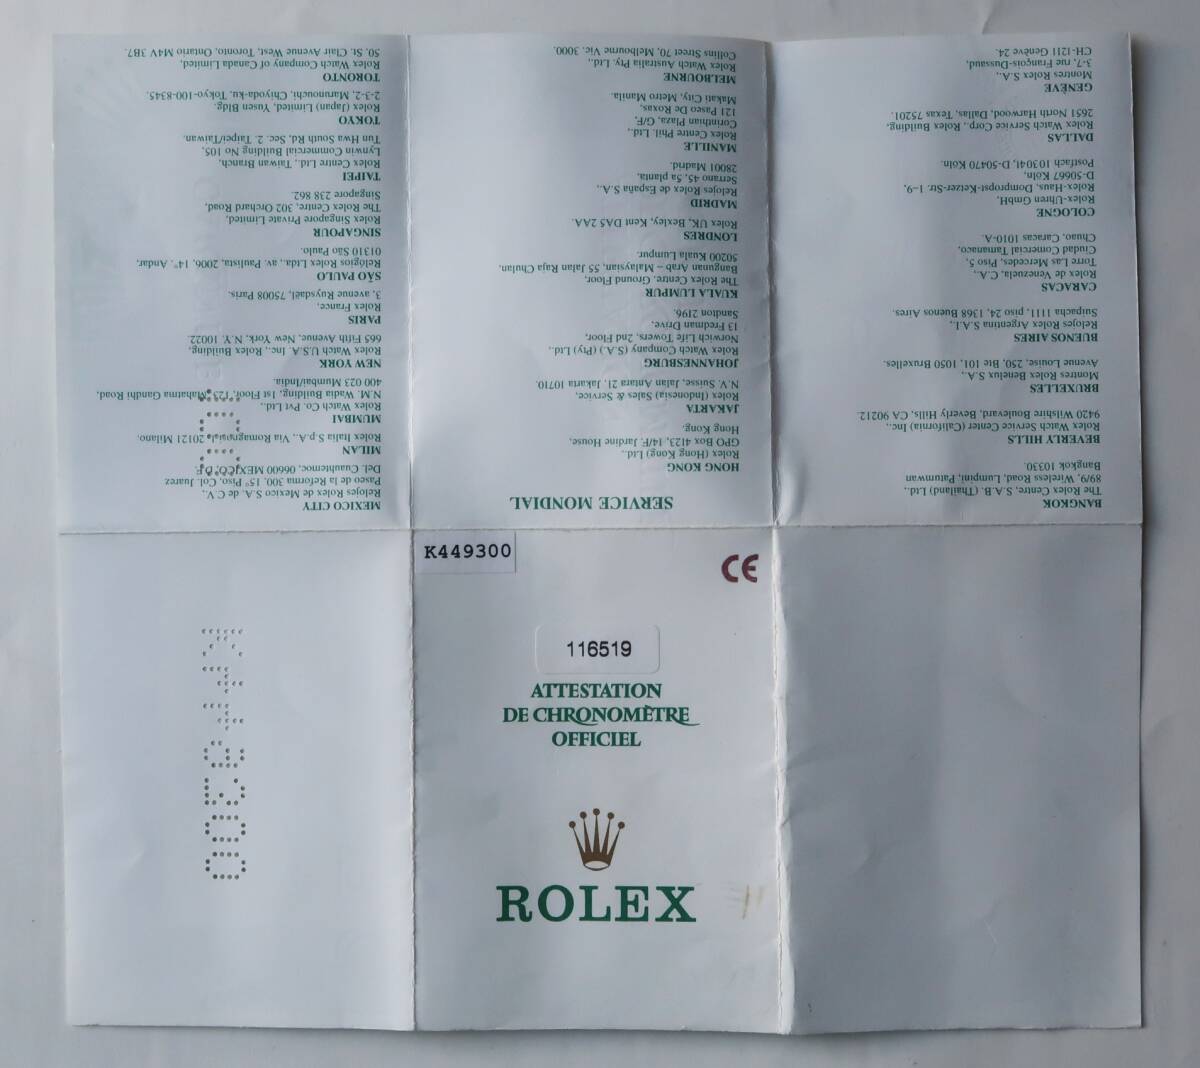 SERVICE MONDIAL
BANGKOK
The Rolex Centre, S.A.B. (Thailand) Ltd.,
89/9, Wireless Road, Lumpini, Patumwan
Bangkok 10330.
BEVERLY HILLS
Rolex Watch Service Center (California) Inc.,
9420 Wilshire Boulevard, Beverly Hills, CA 90212.
BRUXELLES
Montres Rolex Benelux S.A.,
Avenue Louise, 250, Bte 101, 1050 Bruxelles.
BUENOS AIRES
Relojes Rolex Argentina S.A.I.,
Suipacha 1111, piso 24, 1368 Buenos Aires.
CARACAS
Rolex de Venezuela, C.A.,
Torre Las Mercedes, Piso 5,
Ciudad Comercial Tamanaco,
Chuao, Caracas 1010-A.
COLOGNE
Rolex-Uhren GmbH,
Rolex-Haus, Dompropst-Ketzer-Str. 1–9,
D-50667 Köln,
Postfach 103041, D-50470 Köln.
DALLAS
Rolex Watch Service Corp., Rolex Building,
2651 North Harwood, Dallas, Texas 75201.
GENÈVE
Montres Rolex S.A.,
3-7, rue François-Dussaud,
CH-1211 Genève 24.
HONG KONG
Rolex (Hong Kong) Ltd.,
GPO Box 4123, 14/F. Jardine House,
Hong Kong.
JAKARTA
Rolex (Indonesia) Sales & Service,
N.V. Suisse, Jalan Antara 21, Jakarta 10710.
JOHANNESBURG
Rolex Watch Company (S.A.) (Pty) Ltd.,
Norwich Life Towers, 2nd Floor,
13 Fredman Drive,
Sandton 2196.
KUALA LUMPUR
The Rolex Centre, Ground Floor,
Bangunan Arab – Malaysian, 55 Jalan Raja Chulan,
50200 Kuala Lumpur
LONDRES
Rolex UK, Bexley, Kent DA5 2AA.
MADRID
Relojes Rolex de España S.A.,
Serrano 45, 5a planta,
28001 Madrid.
MANILLE
Rolex Centre Phil. Ltd.,
Corinthian Plaza, G/F,
121 Paseo De Roxas,
Makati City, Metro Manila.
MELBOURNE
Rolex Watch Australia Pty. Ltd.,
Collins Street, 70, Melbourne Vic. 3000.
MEXICO CITY
Relojes Rolex de Mexico S.A. de C.V.,
Paseo de la Reforma 300, 15° Piso, Col. Juarez
Del. Cuauhtemoc 06600 MEXICO, D.F.
MILAN
Rolex Italia S.p.A., Via 20121 Milano.
MUMBAI
Rolex Watch Co. Pvt Ltd.,
N.M. Wadia Building, 1st Floor, 123, Mahatma Gandhi Road,
400 023 Mumbai/India.
NEW YORK
Rolex Watch U.S.A. Inc., Rolex Building,
665 Fifth Avenue, New York, N.Y. 10022.
PARIS
Rolex France,
3, avenue Ruysdaël, 75008 Paris.
SÃO PAULO
Relógios Rolex Ltda., av. Paulista, 2006, 14° Andar,
01310 São Paulo.
SINGAPOUR
Rolex Singapore Private Limited,
The Rolex Centre, 302 Orchard Road,
Singapore 238 862.
TAIPEI
Rolex Centre Ltd., Taiwan Branch,
Lynwin Commercial Building No 105,
Tun Hwa South Rd, Sec. 2, Taipei/Taiwan.
TOKYO
Rolex (Japan) Limited, Yusen Bldg.
2-3-2, Marunouchi, Chiyoda-ku, Tokyo-100-8345.
TORONTO
Rolex Watch Company of Canada Limited,
50, St. Clair Avenue West, Toronto, Ontario M4V 3B7.
K449300
CE
116519
ATTESTATION
DE CHRONOMÈTRE
OFFICIEL
ROLEX
K449300